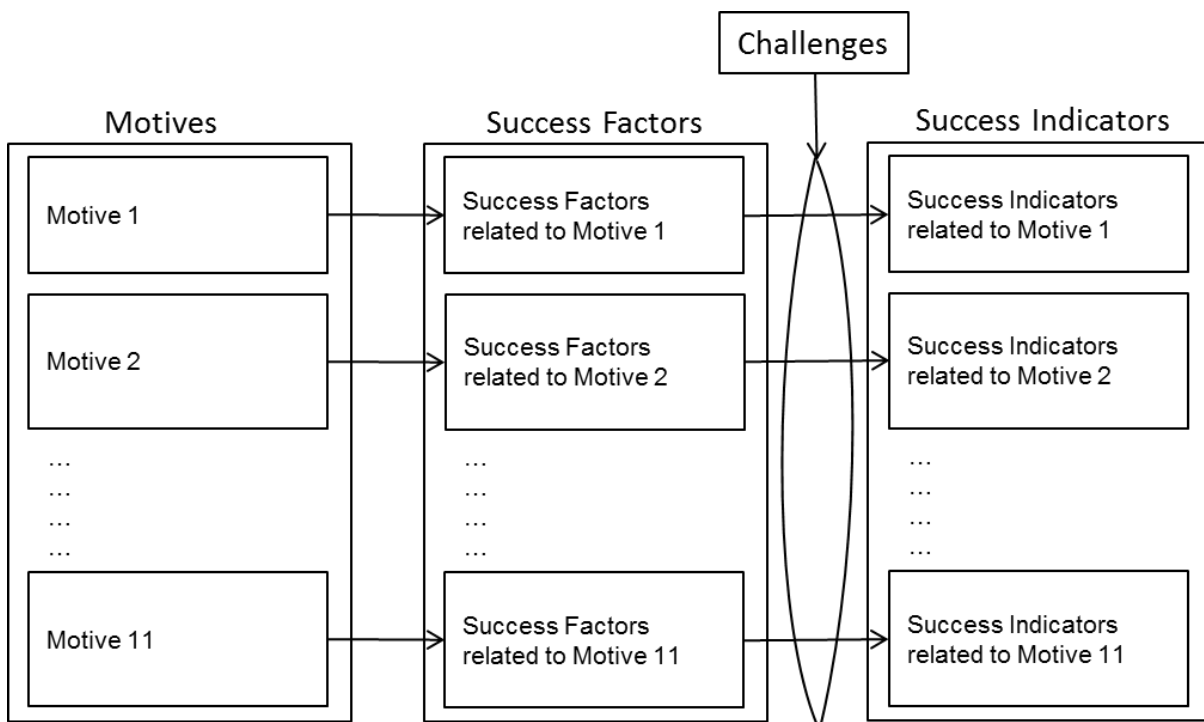 Challenges
Motives
Success Factors
Success Indicators
Motive 1
Success Factors
related to Motive 1
Success Indicators
related to Motive 1
Motive 2
Success Factors
related to Motive 2
Success Indicators
related to Motive 2
...
...
...
...
...
...
...
...
...
...
...
...
Motive 11
Success Factors
related to Motive 11
Success Indicators
related to Motive 11